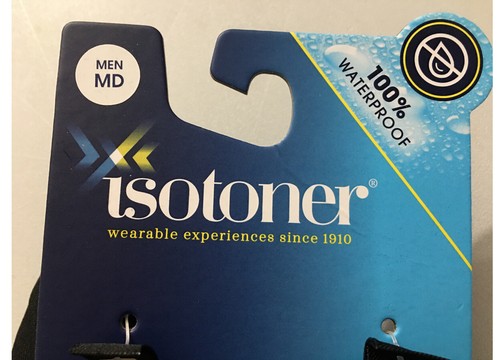 MEN
MD
100%
WATERPROOF
isotoner®
wearable experiences since 1910